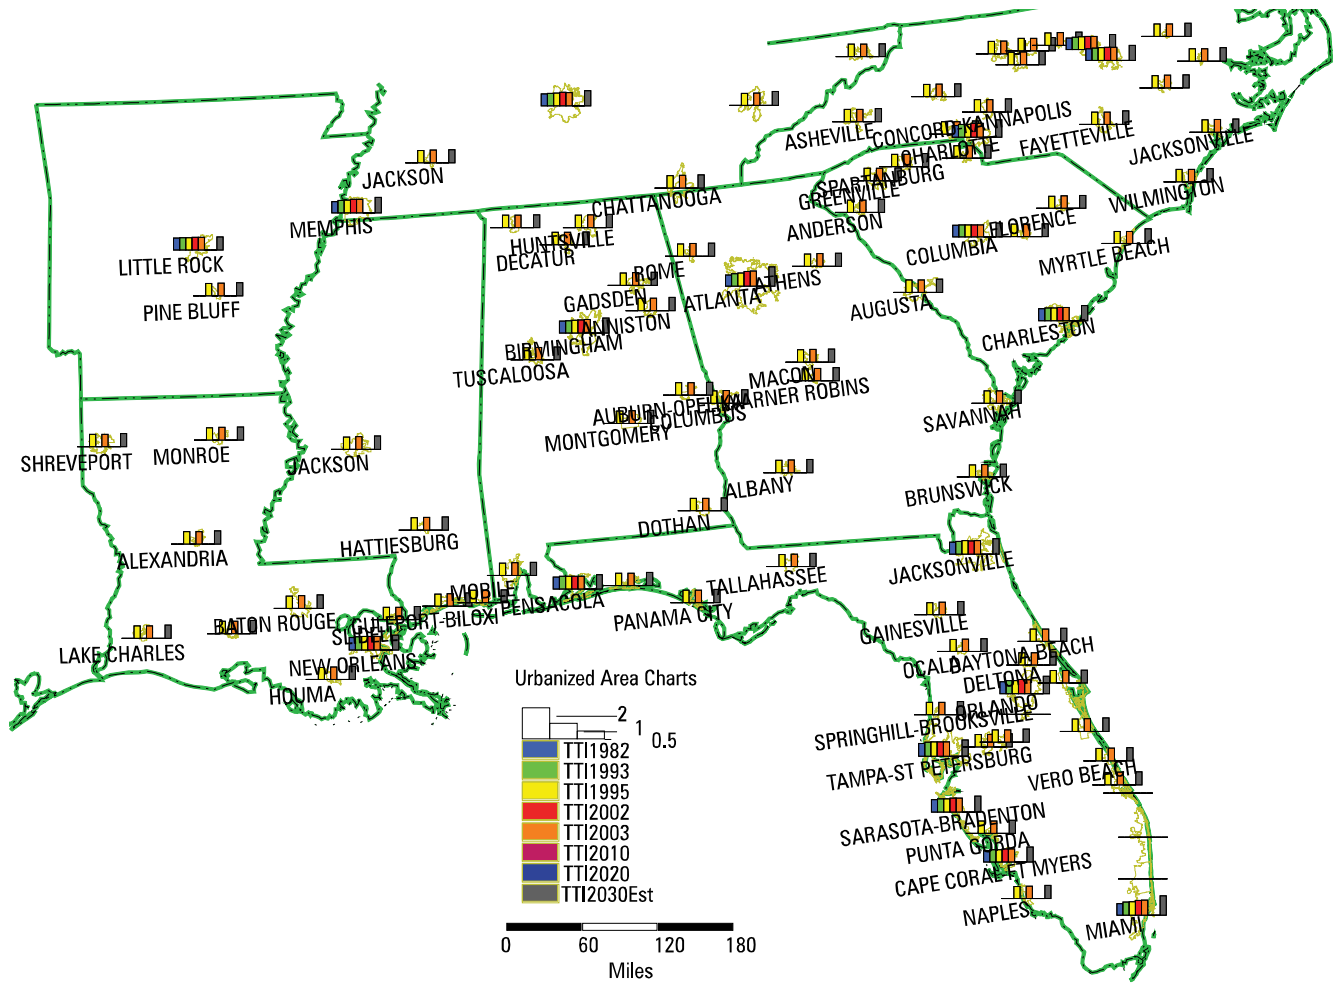 ASHEVILLE
CONCORD-KANNAPOLIS
CHARLOTTE
FAYETTEVILLE
JACKSONVILLE
JACKSON
SPARTANBURG
GREENVILLE
WILMINGTON
CHATTANOOGA
MEMPHIS
ANDERSON
FLORENCE
HUNTSVILLE
DECATUR
COLUMBIA
MYRTLE BEACH
LITTLE ROCK
ROME
ATHENS
PINE BLUFF
GADSDEN
ATLANTA
AUGUSTA
ANNISTON
BIRMINGHAM
CHARLESTON
TUSCALOOSA
MACON
WARNER ROBINS
AUBURN-OPELIKA
COLUMBUS
MONTGOMERY
SAVANNAH
SHREVEPORT
MONROE
JACKSON
ALBANY
BRUNSWICK
DOTHAN
HATTIESBURG
ALEXANDRIA
JACKSONVILLE
TALLAHASSEE
MOBILE
PENSACOLA
PANAMA CITY
GULFPORT-BILOXI
BATON ROUGE
SLIDELL
GAINESVILLE
LAKE CHARLES
NEW ORLEANS
HOUMA
OCALA
DAYTONA BEACH
DELTONA
ORLANDO
SPRINGHILL-BROOKSVILLE
TAMPA-ST PETERSBURG
VERO BEACH
SARASOTA-BRADENTON
PUNTA GORDA
CAPE CORAL-FT MYERS
NAPLES
MIAMI
Urbanized Area Charts
2
1
0.5
TTI1982
TTI1993
TTI1995
TTI2002
TTI2003
TTI2010
TTI2020
TTI2030Est
0 60 120 180
Miles